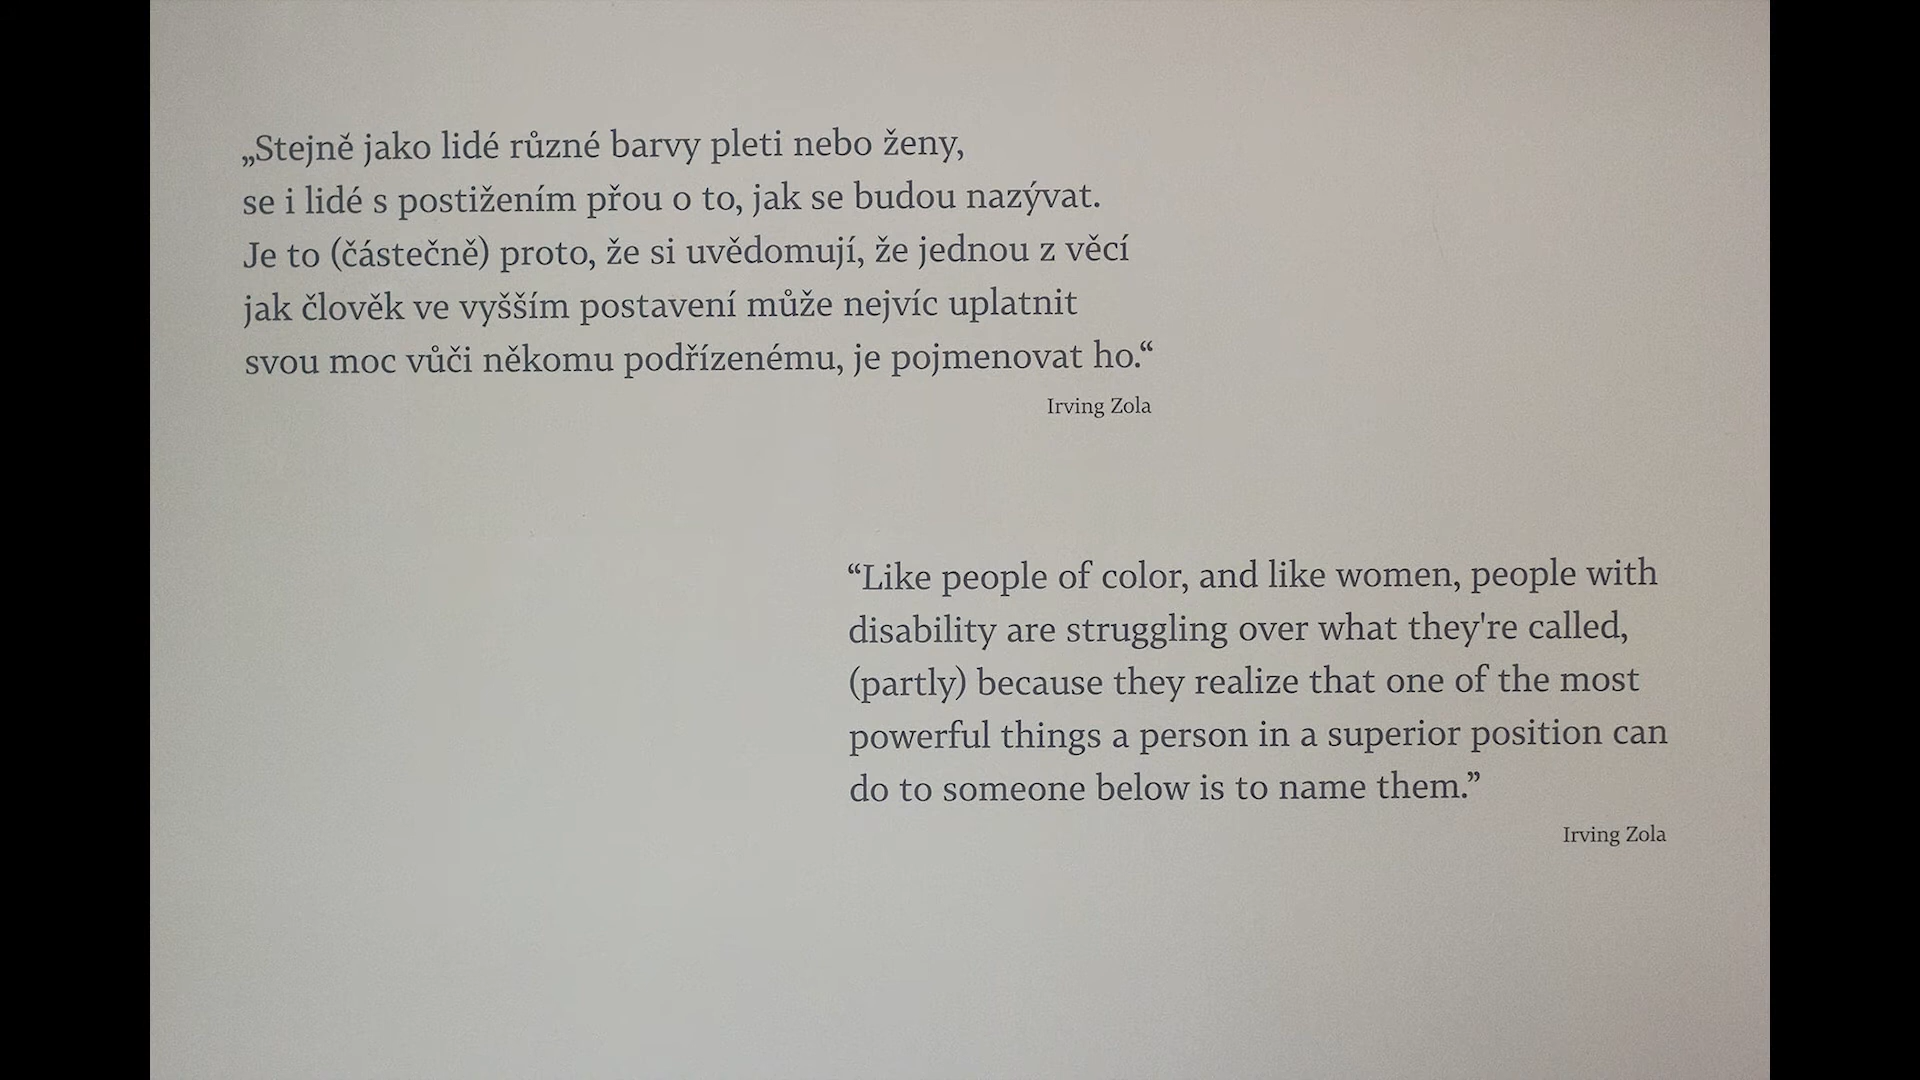 „Stejně jako lidé různé barvy pleti nebo ženy,
se i lidé s postižením přou o to, jak se budou nazývat.
Je to (částečně) proto, že si uvědomují, že jednou z věcí
jak člověk ve vyšším postavení může nejvíc uplatnit
svou moc vůči někomu podřízenému, je pojmenovat ho.“
Irving Zola
“Like people of color, and like women, people with
disability are struggling over what they're called,
(partly) because they realize that one of the most
powerful things a person in a superior position can
do to someone below is to name them.”
Irving Zola